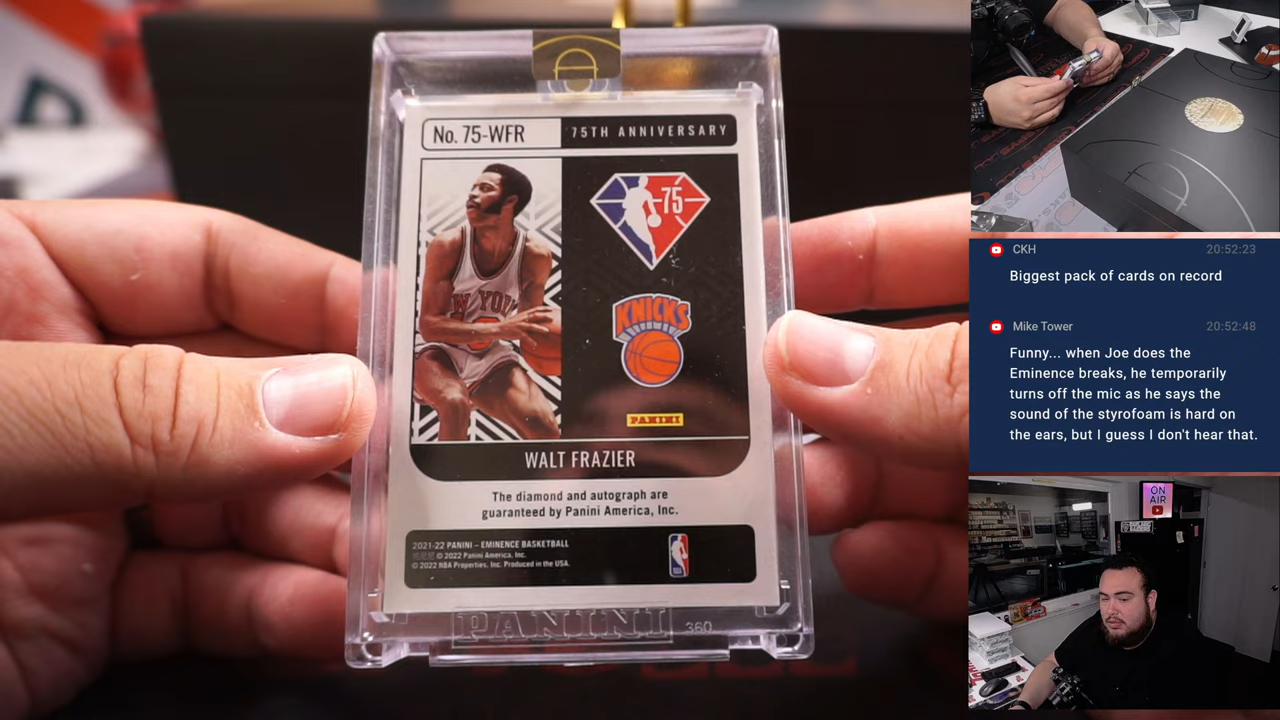 No. 75-WFR
75TH ANNIVERSARY
75
NEW YORK
KNICKS
PANINI
WALT FRAZIER
The diamond and autograph are
guaranteed by Panini America, Inc.
2021-22 PANINI – EMINENCE BASKETBALL
© 2022 Panini America, Inc.
© 2022 NBA Properties, Inc. Produced in the USA.
PANINI
360
CKH
20:52:23
Biggest pack of cards on record
Mike Tower
20:52:48
Funny... when Joe does the
Eminence breaks, he temporarily
turns off the mic as he says the
sound of the styrofoam is hard on
the ears, but I guess I don't hear that.
ON
AIR